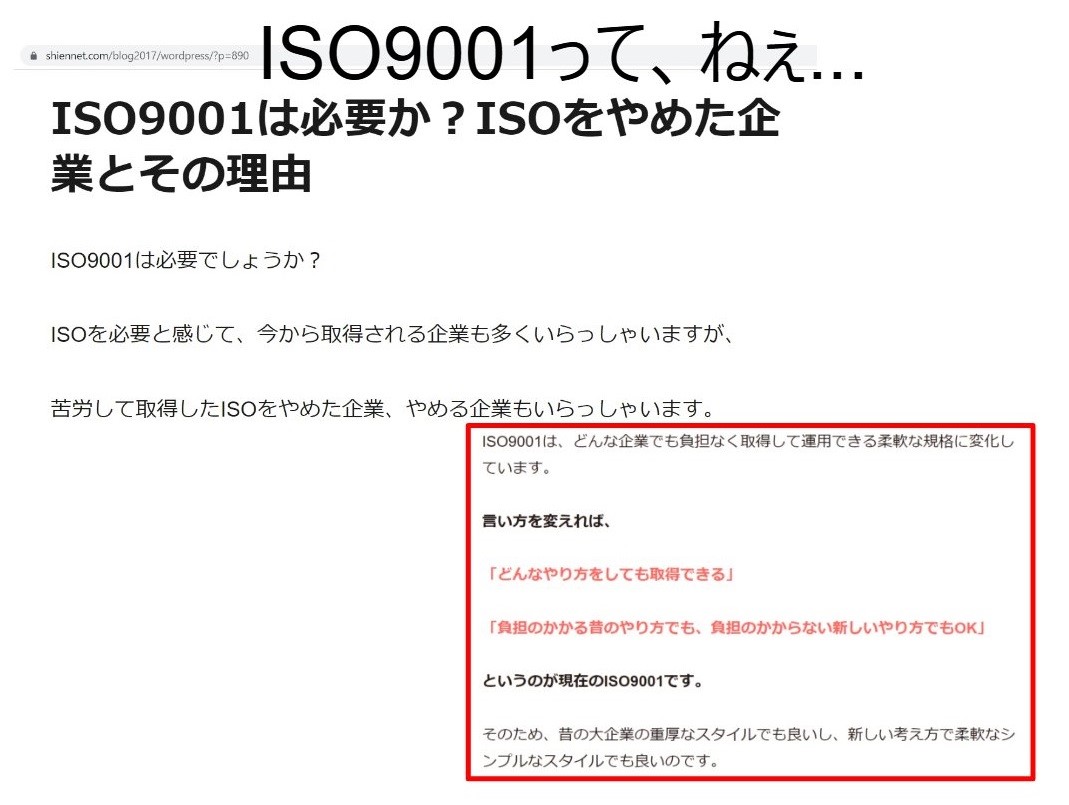 ISO9001って、ねぇ...
shiennet.com/blog2017/wordpress/?p=890
ISO9001は必要か？ISOをやめた企
業とその理由
ISO9001は必要でしょうか？
ISOを必要と感じて、今から取得される企業も多くいらっしゃいますが、
苦労して取得したISOをやめた企業、やめる企業もいらっしゃいます。
ISO9001は、どんな企業でも負担なく取得して運用できる柔軟な規格に変化し
ています。
言い方を変えれば、
「どんなやり方をしても取得できる」
「負担のかかる昔のやり方でも、負担のかからない新しいやり方でもOK」
というのが現在のISO9001です。
そのため、昔の大企業の重厚なスタイルでも良いし、新しい考え方で柔軟なシ
ンプルなスタイルでも良いのです。